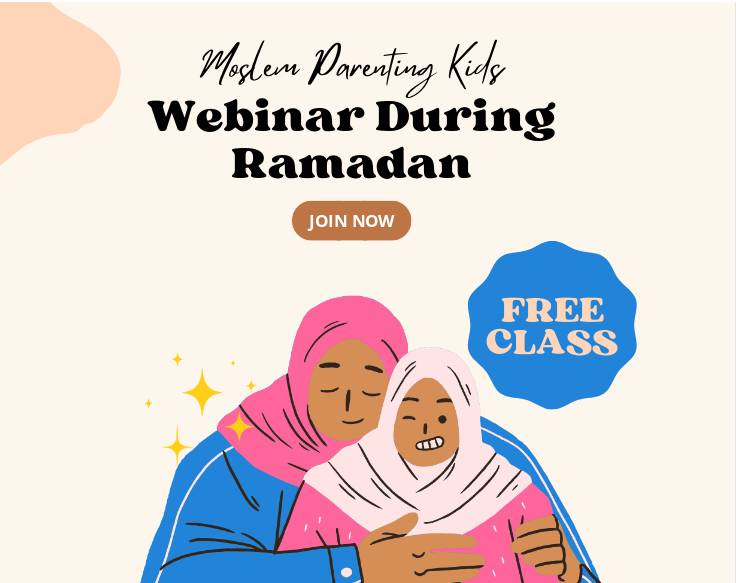 Moslem Parenting Kids
Webinar During
Ramadan
JOIN NOW
FREE
CLASS